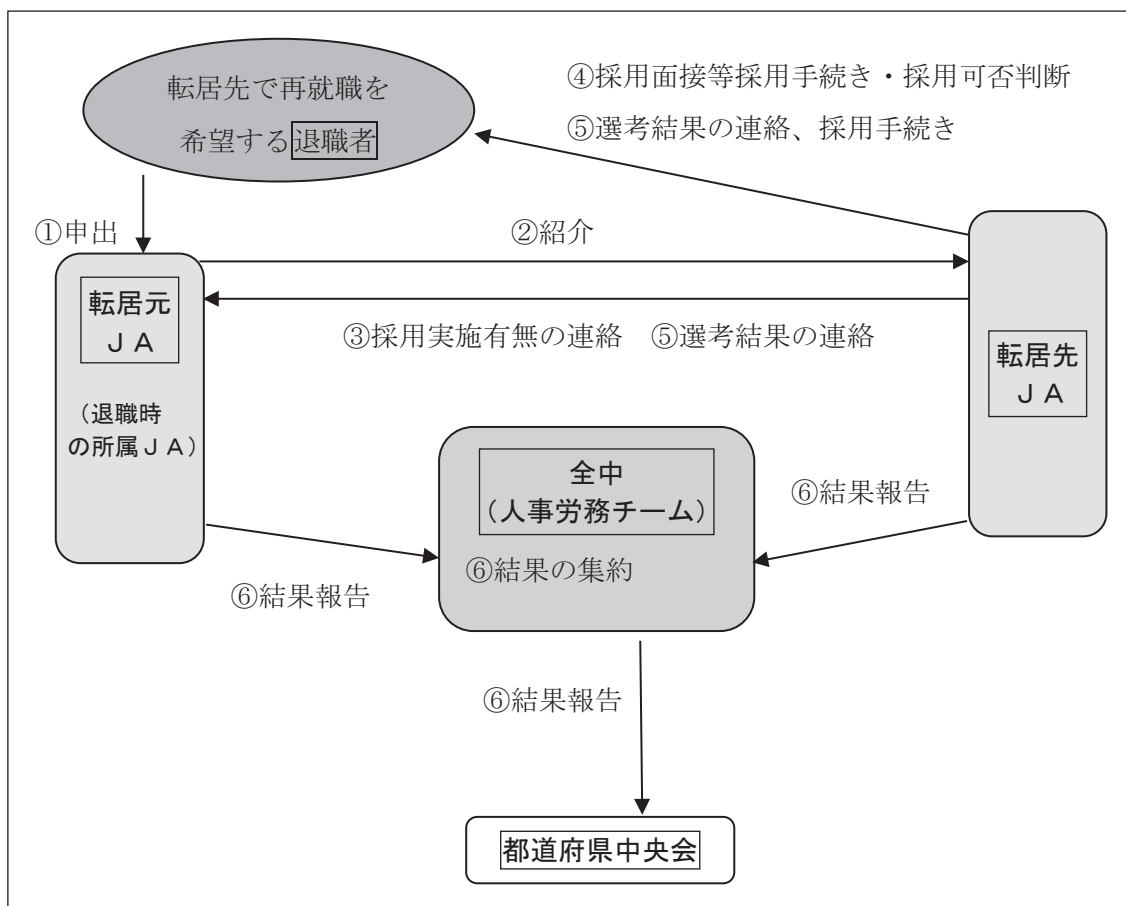 転居先で再就職を
希望する退職者
④採用面接等採用手続き・採用可否判断
⑤選考結果の連絡、採用手続き
①申出
②紹介
転居元
ＪＡ
（退職時
の所属ＪＡ）
③採用実施有無の連絡　⑤選考結果の連絡
転居先
ＪＡ
全中
（人事労務チーム）
⑥結果の集約
⑥結果報告
⑥結果報告
⑥結果報告
都道府県中央会